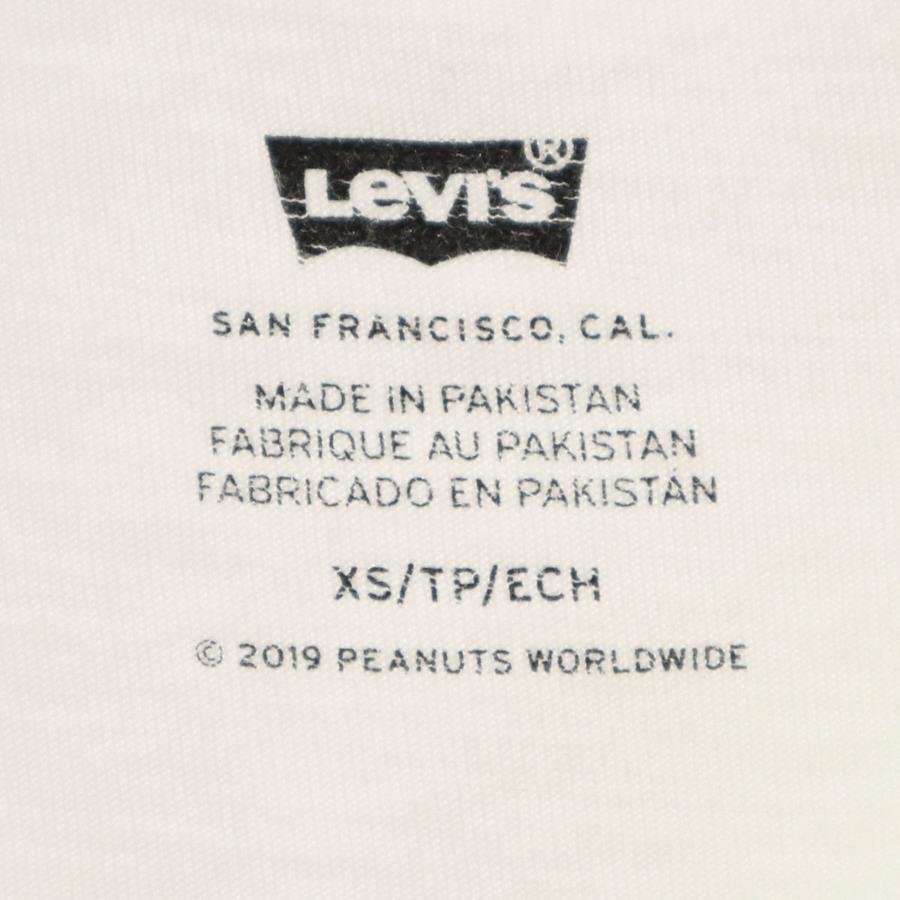 LEVI'S®
SAN FRANCISCO, CAL.
MADE IN PAKISTAN
FABRIQUE AU PAKISTAN
FABRICADO EN PAKISTÁN
XS/TP/ECH
© 2019 PEANUTS WORLDWIDE